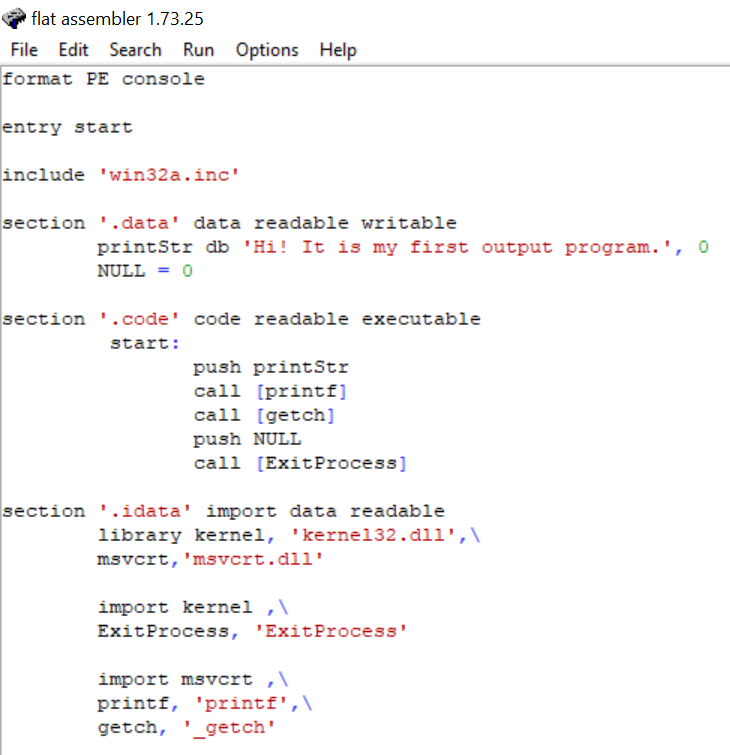 flat assembler 1.73.25
File Edit Search Run Options Help
format PE console
entry start
include 'win32a.inc'
section '.data' data readable writable
printStr db 'Hi! It is my first output program.', 0
NULL = 0
section '.code' code readable executable
start:
push printStr
call [printf]
call [getch]
push NULL
call [ExitProcess]
section '.idata' import data readable
library kernel, 'kernel32.dll',\
msvcrt,'msvcrt.dll'
import kernel ,\
ExitProcess, 'ExitProcess'
import msvcrt ,\
printf, 'printf',\
getch, '_getch'